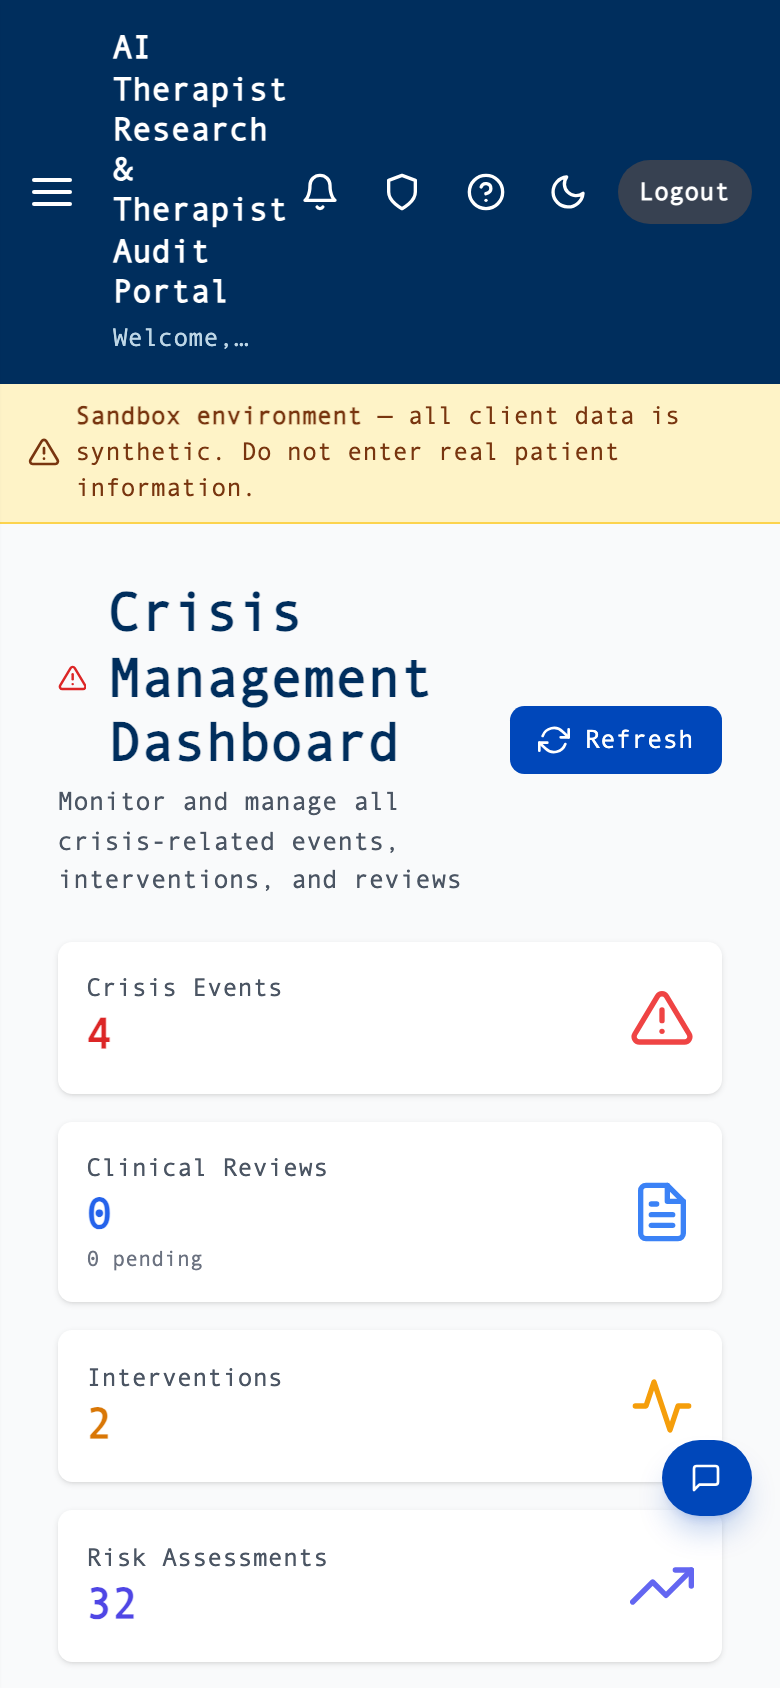 AI
Therapist
Research
&
Therapist
Audit
Portal
Welcome,…
Logout
Sandbox environment — all client data is
synthetic. Do not enter real patient
information.
Crisis
Management
Dashboard
Refresh
Monitor and manage all
crisis-related events,
interventions, and reviews
Crisis Events
4
Clinical Reviews
0
0 pending
Interventions
2
Risk Assessments
32